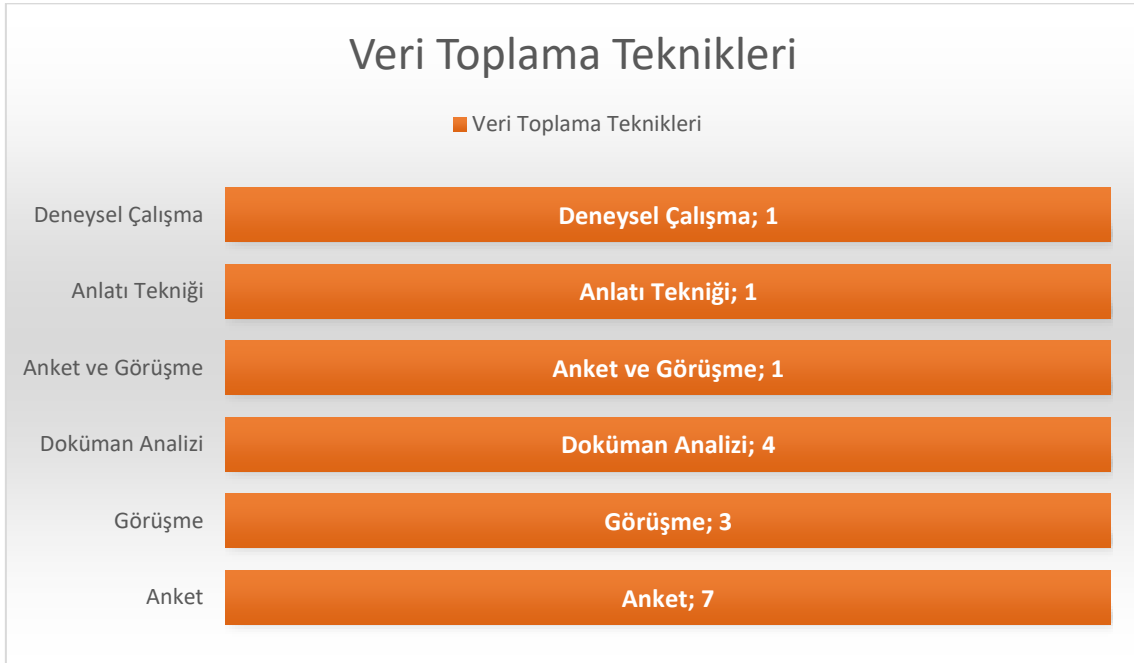 Veri Toplama Teknikleri
Veri Toplama Teknikleri
Deneysel Çalışma
Deneysel Çalışma; 1
Anlatı Tekniği
Anlatı Tekniği; 1
Anket ve Görüşme
Anket ve Görüşme; 1
Doküman Analizi
Doküman Analizi; 4
Görüşme
Görüşme; 3
Anket
Anket; 7